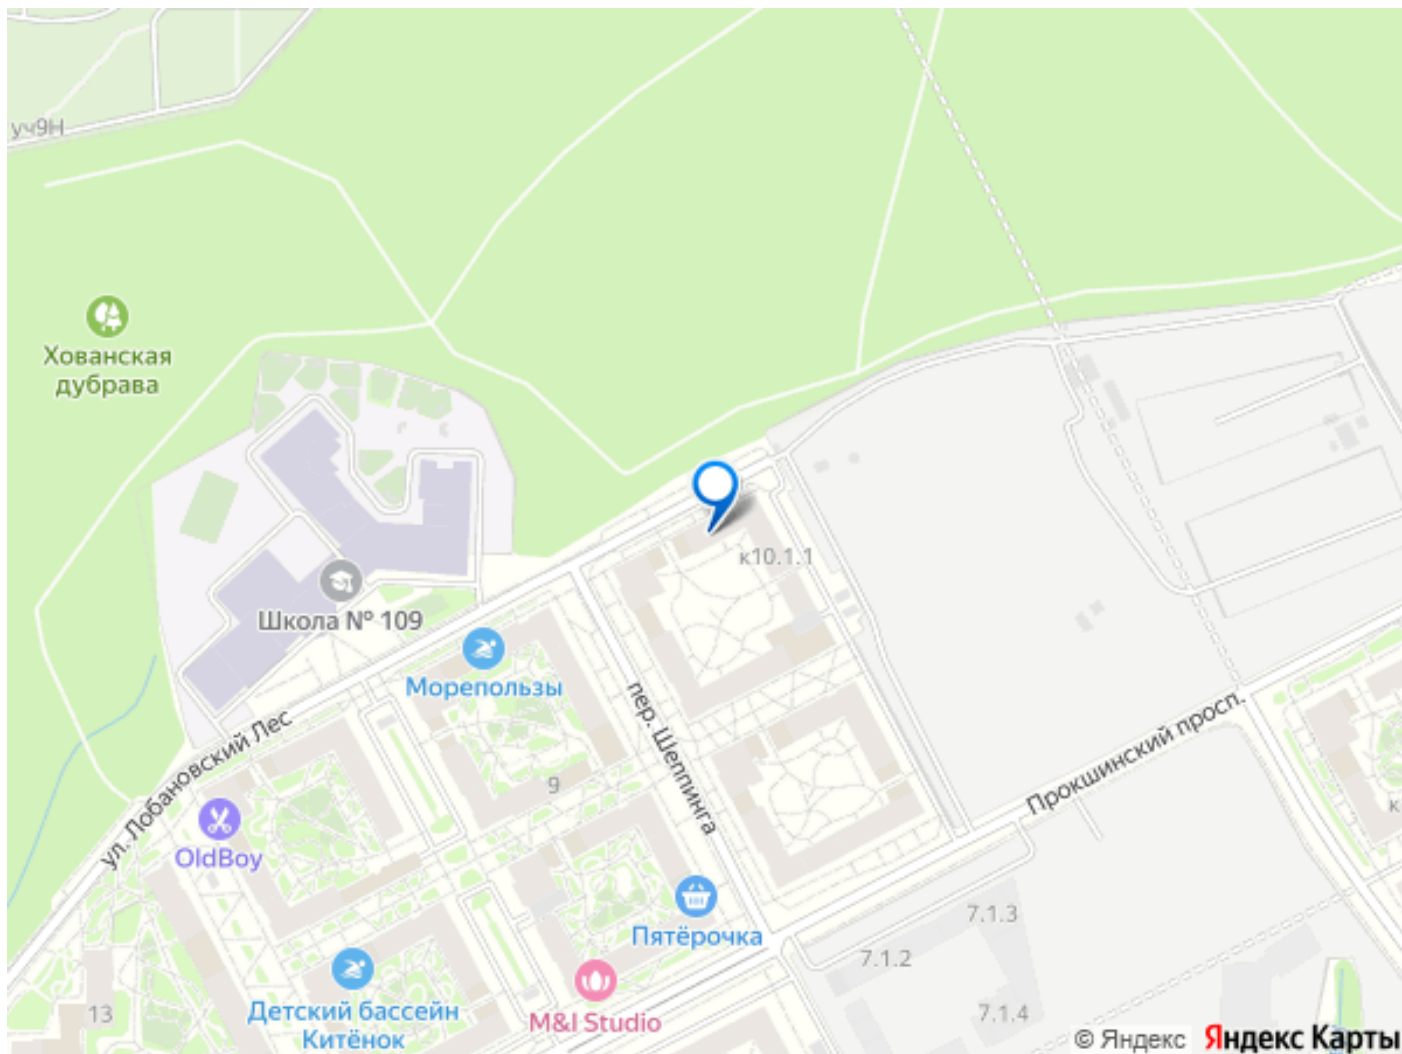 уч9Н
Хованская
дубрава
к10.1.1
Школа № 109
Морепользы
пер. Шеппинга
ул. Лобановский Лес
Прокшинский просп.
9
OldBoy
к
Пятёрочка
7.1.3
7.1.2
7.1.4
13
Детский бассейн
Китёнок
M&I Studio
© Яндекс Яндекс Карты